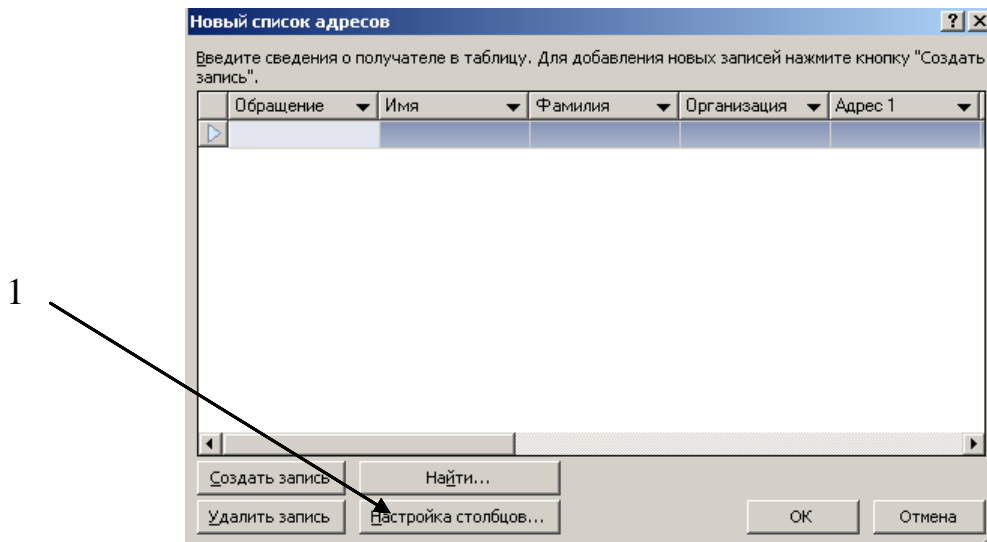 Новый список адресов
Введите сведения о получателе в таблицу. Для добавления новых записей нажмите кнопку "Создать
запись".
Обращение Имя Фамилия Организация Адрес 1
1
Создать запись Найти...
Удалить запись Настройка столбцов... ОК Отмена